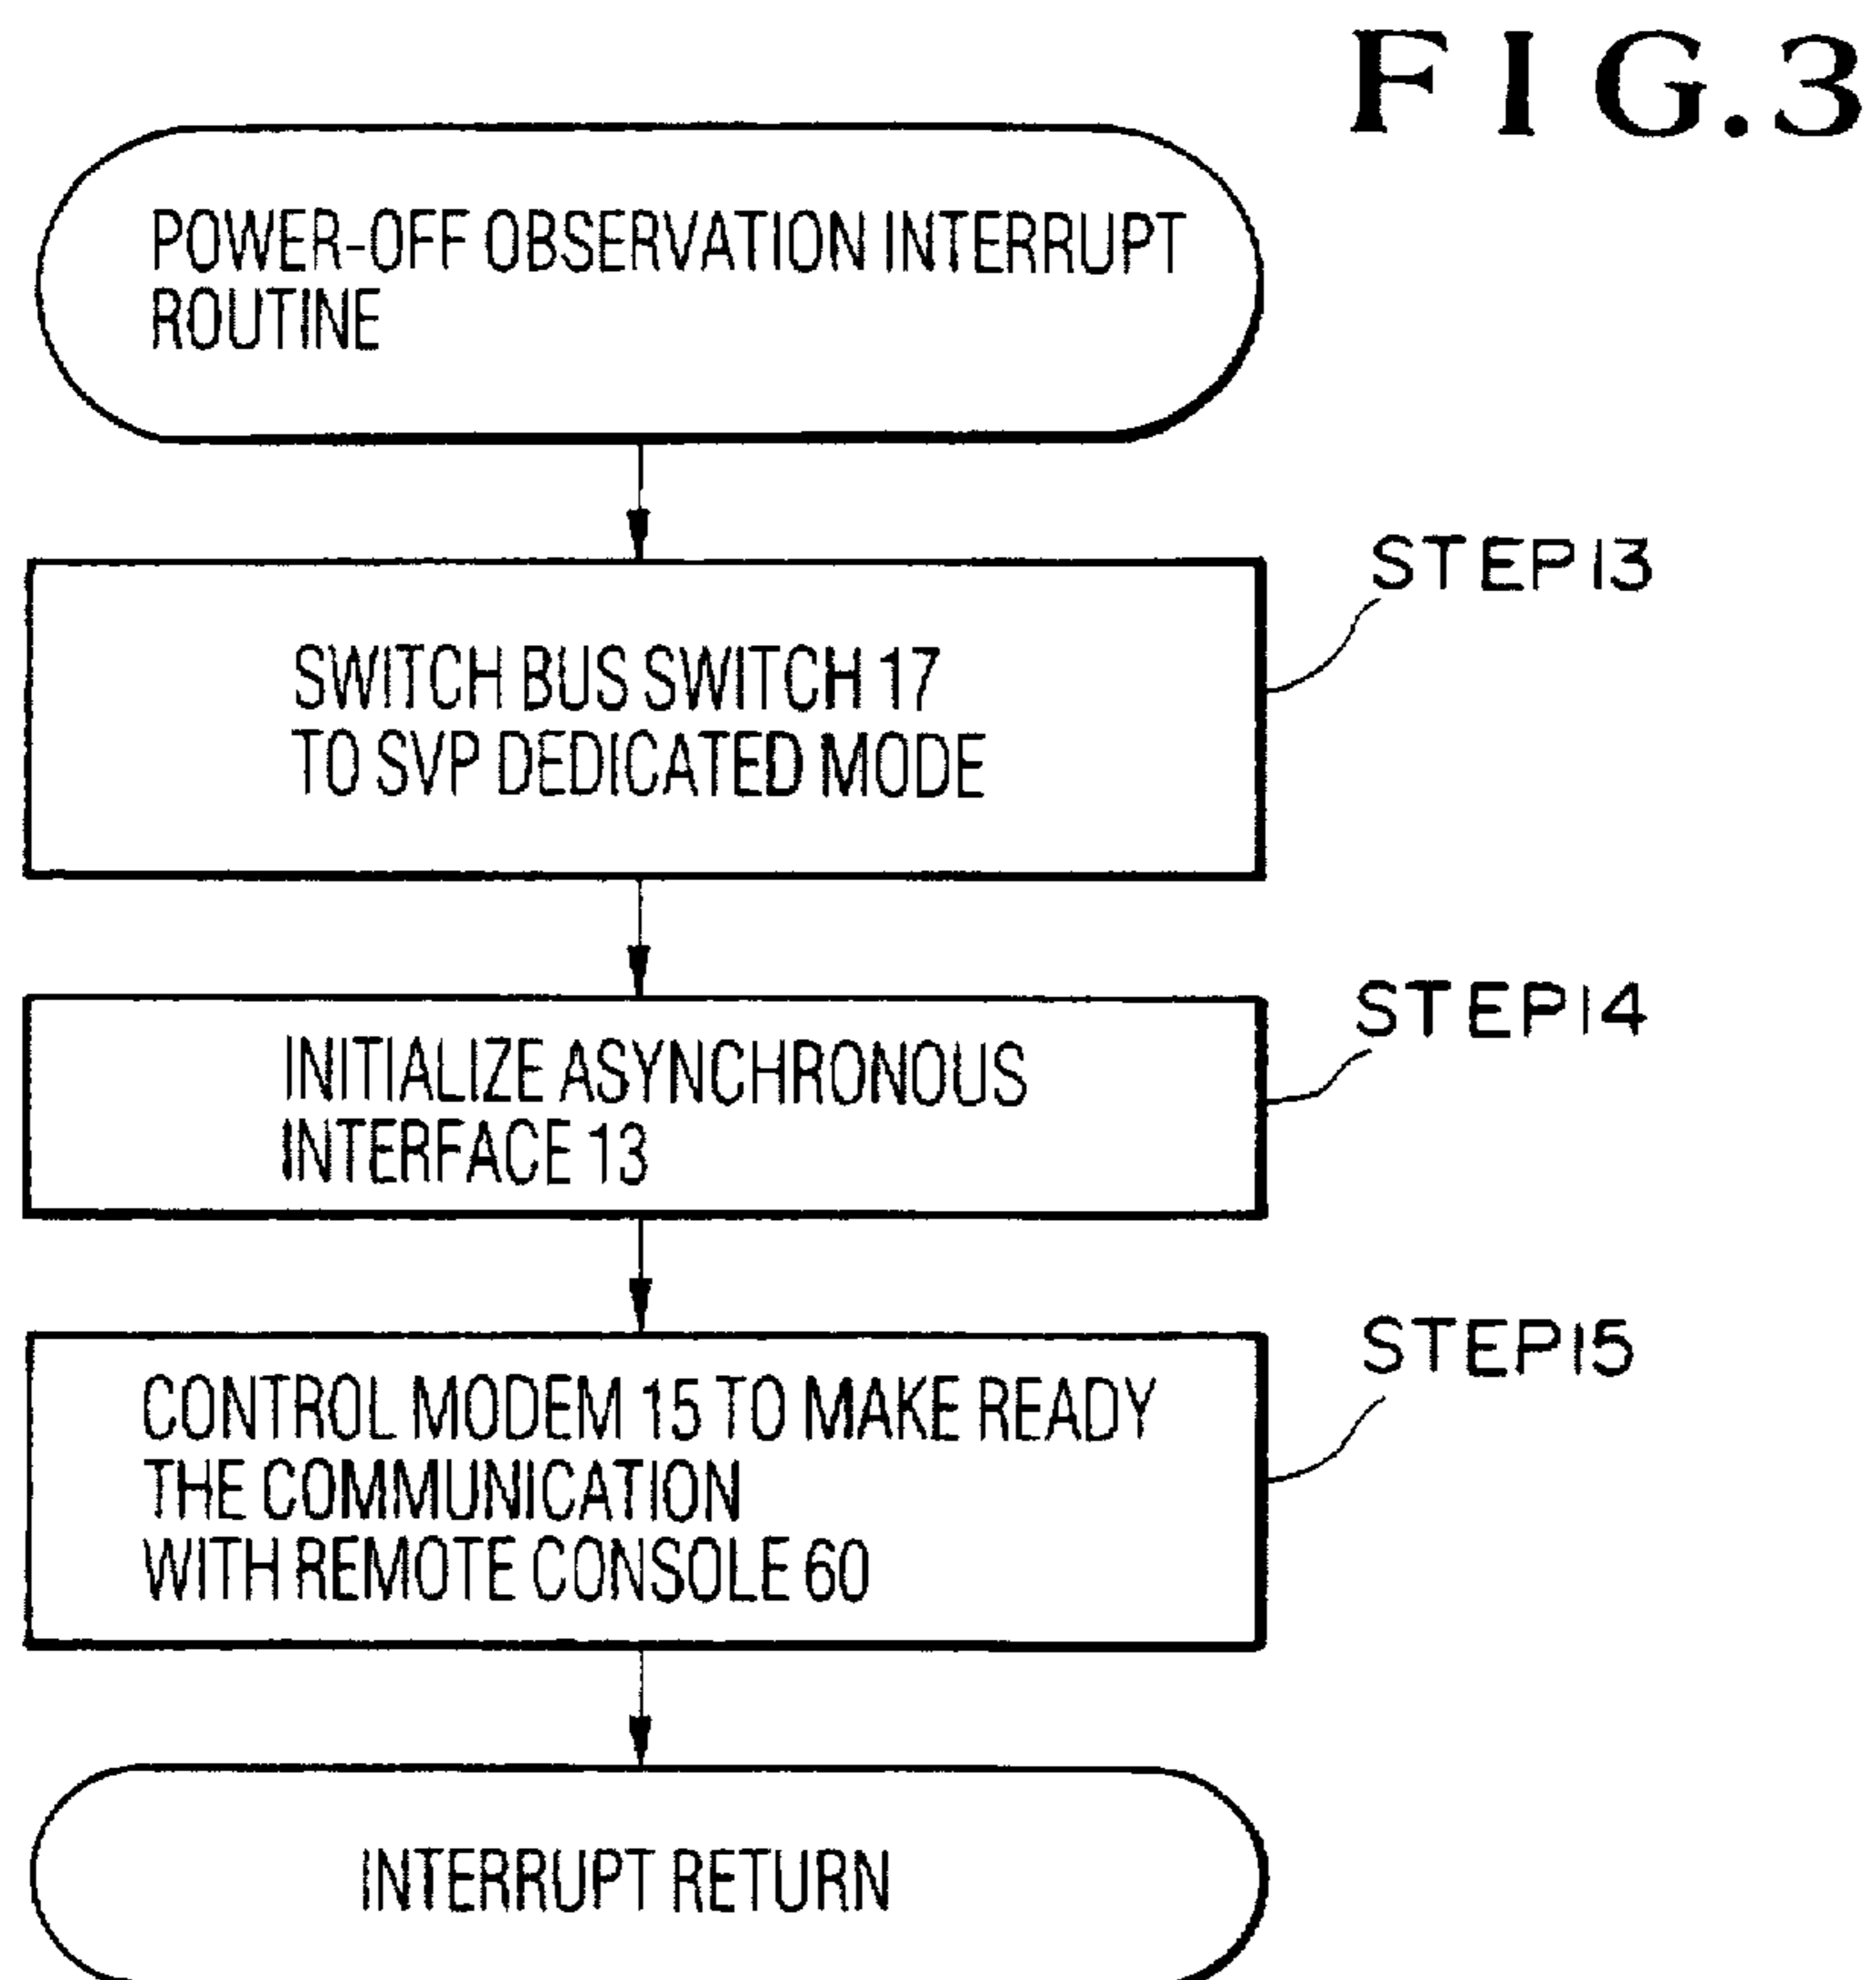 FIG.3
POWER-OFF OBSERVATION INTERRUPT
ROUTINE
STEP13
SWITCH BUS SWITCH 17
TO SVP DEDICATED MODE
STEP14
INITIALIZE ASYNCHRONOUS
INTERFACE 13
STEP15
CONTROL MODEM 15 TO MAKE READY
THE COMMUNICATION
WITH REMOTE CONSOLE 60
INTERRUPT RETURN